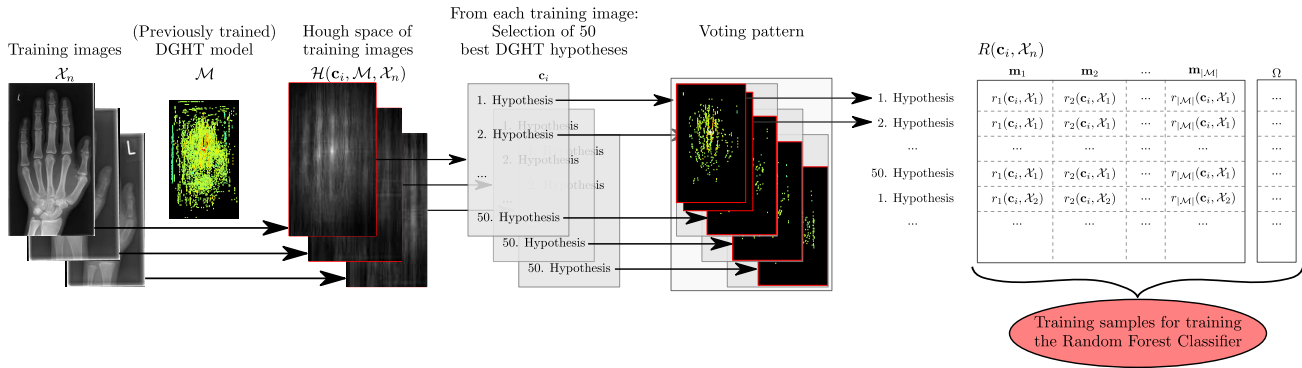 Training images
𝒳ₙ
(Previously trained)
DGHT model
ℳ
Hough space of
training images
ℋ(𝐜ᵢ, ℳ, 𝒳ₙ)
From each training image:
Selection of 50
best DGHT hypotheses
𝐜ᵢ
Voting pattern
L
1. Hypothesis
2. Hypothesis
...
50. Hypothesis
1. Hypothesis
2. Hypothesis
...
50. Hypothesis
Hypothesis
Hypothesis
50. Hypothesis
R(𝐜ᵢ, 𝒳ₙ)
𝐦₁ 𝐦₂ ... 𝐦|ℳ| Ω
1. Hypothesis r₁(𝐜ᵢ, 𝒳₁) r₂(𝐜ᵢ, 𝒳₁) ... r|ℳ|(𝐜ᵢ, 𝒳₁) ...
2. Hypothesis r₁(𝐜ᵢ, 𝒳₁) r₂(𝐜ᵢ, 𝒳₁) ... r|ℳ|(𝐜ᵢ, 𝒳₁) ...
... ... ... ... ... ...
50. Hypothesis r₁(𝐜ᵢ, 𝒳₁) r₂(𝐜ᵢ, 𝒳₁) ... r|ℳ|(𝐜ᵢ, 𝒳₁) ...
1. Hypothesis r₁(𝐜ᵢ, 𝒳₂) r₂(𝐜ᵢ, 𝒳₂) ... r|ℳ|(𝐜ᵢ, 𝒳₂) ...
... ... ... ... ... ...
Training samples for training
the Random Forest Classifier